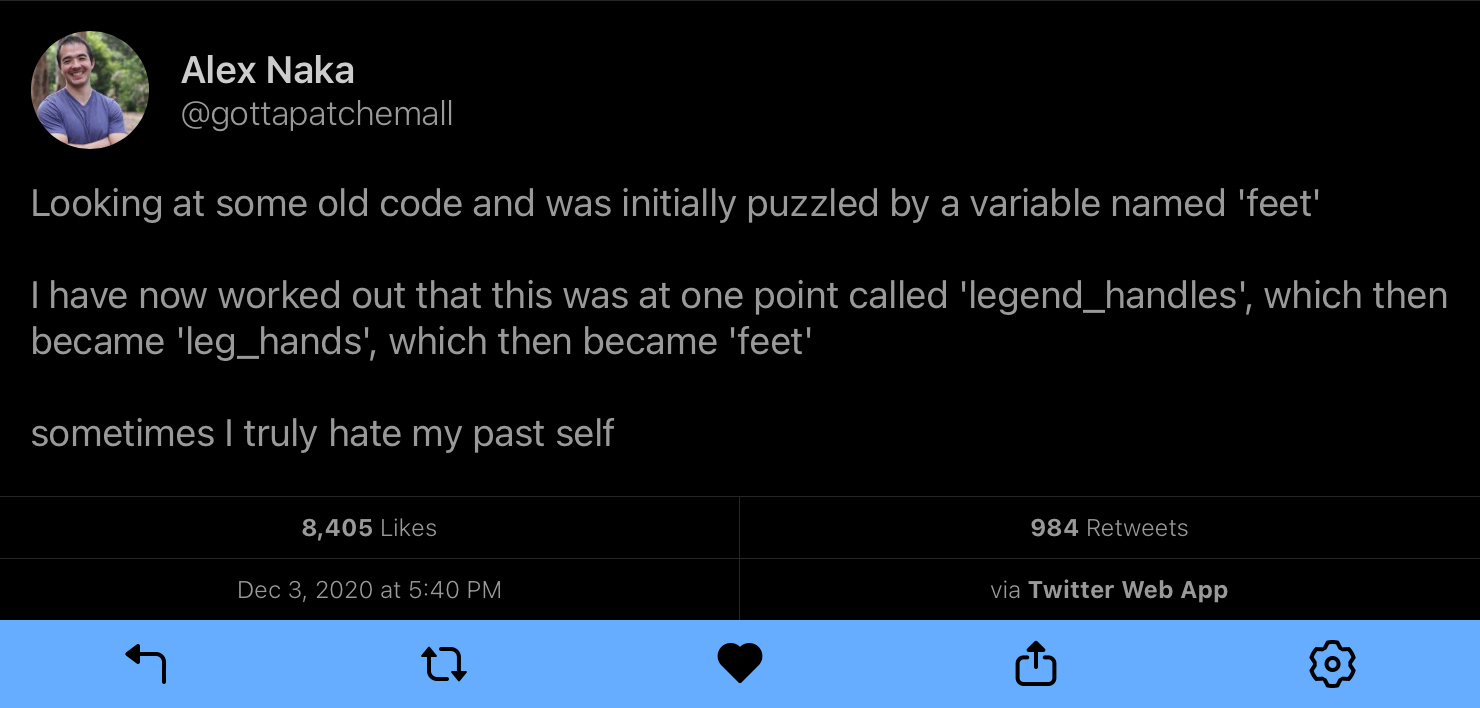 Alex Naka
@gottapatchemall
Looking at some old code and was initially puzzled by a variable named 'feet'
I have now worked out that this was at one point called 'legend_handles', which then
became 'leg_hands', which then became 'feet'
sometimes I truly hate my past self
8,405 Likes
984 Retweets
Dec 3, 2020 at 5:40 PM
via Twitter Web App